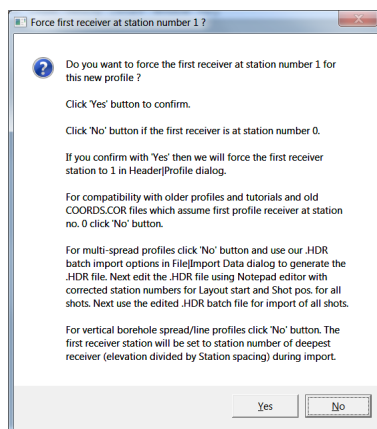 Force first receiver at station number 1 ?
Do you want to force the first receiver at station number 1 for
this new profile ?
Click 'Yes' button to confirm.
Click 'No' button if the first receiver is at station number 0.
If you confirm with 'Yes' then we will force the first receiver
station to 1 in Header|Profile dialog.
For compatibility with older profiles and tutorials and old
COORDS.COR files which assume first profile receiver at station
no. 0 click 'No' button.
For multi-spread profiles click 'No' button and use our .HDR
batch import options in File|Import Data dialog to generate the
.HDR file. Next edit the .HDR file using Notepad editor with
corrected station numbers for Layout start and Shot pos. for all
shots. Next use the edited .HDR batch file for import of all shots.
For vertical borehole spread/line profiles click 'No' button. The
first receiver station will be set to station number of deepest
receiver (elevation divided by Station spacing) during import.
Yes
No